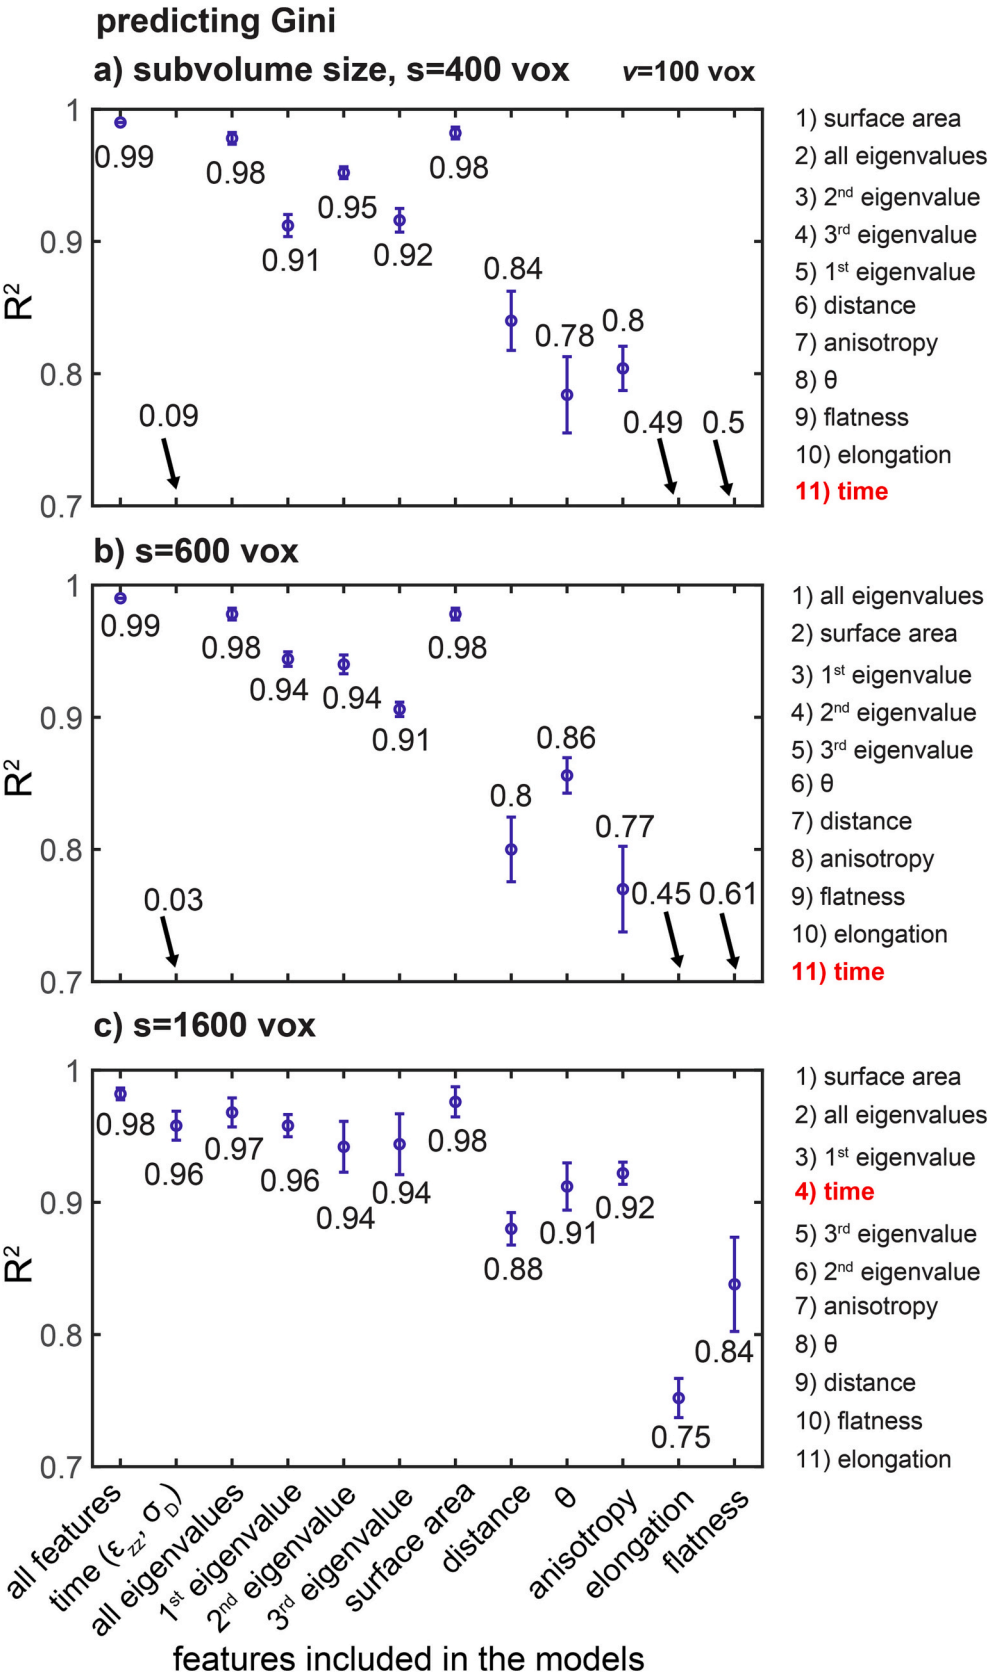 predicting Gini
a) subvolume size, s=400 vox
v=100 vox
R²
1
0.9
0.8
0.7
0.99
0.09
0.98
0.91
0.95
0.92
0.98
0.84
0.78
0.8
0.49
0.5
1) surface area
2) all eigenvalues
3) 2nd eigenvalue
4) 3rd eigenvalue
5) 1st eigenvalue
6) distance
7) anisotropy
8) θ
9) flatness
10) elongation
11) time
b) s=600 vox
R²
1
0.9
0.8
0.7
0.99
0.03
0.98
0.94
0.94
0.91
0.98
0.8
0.86
0.77
0.45
0.61
1) all eigenvalues
2) surface area
3) 1st eigenvalue
4) 2nd eigenvalue
5) 3rd eigenvalue
6) θ
7) distance
8) anisotropy
9) flatness
10) elongation
11) time
c) s=1600 vox
R²
1
0.9
0.8
0.7
0.98
0.96
0.97
0.96
0.94
0.94
0.98
0.88
0.91
0.92
0.75
0.84
1) surface area
2) all eigenvalues
3) 1st eigenvalue
4) time
5) 3rd eigenvalue
6) 2nd eigenvalue
7) anisotropy
8) θ
9) distance
10) flatness
11) elongation
all features
time (εzz, σD)
all eigenvalues
1st eigenvalue
2nd eigenvalue
3rd eigenvalue
surface area
distance
θ
anisotropy
elongation
flatness
features included in the models